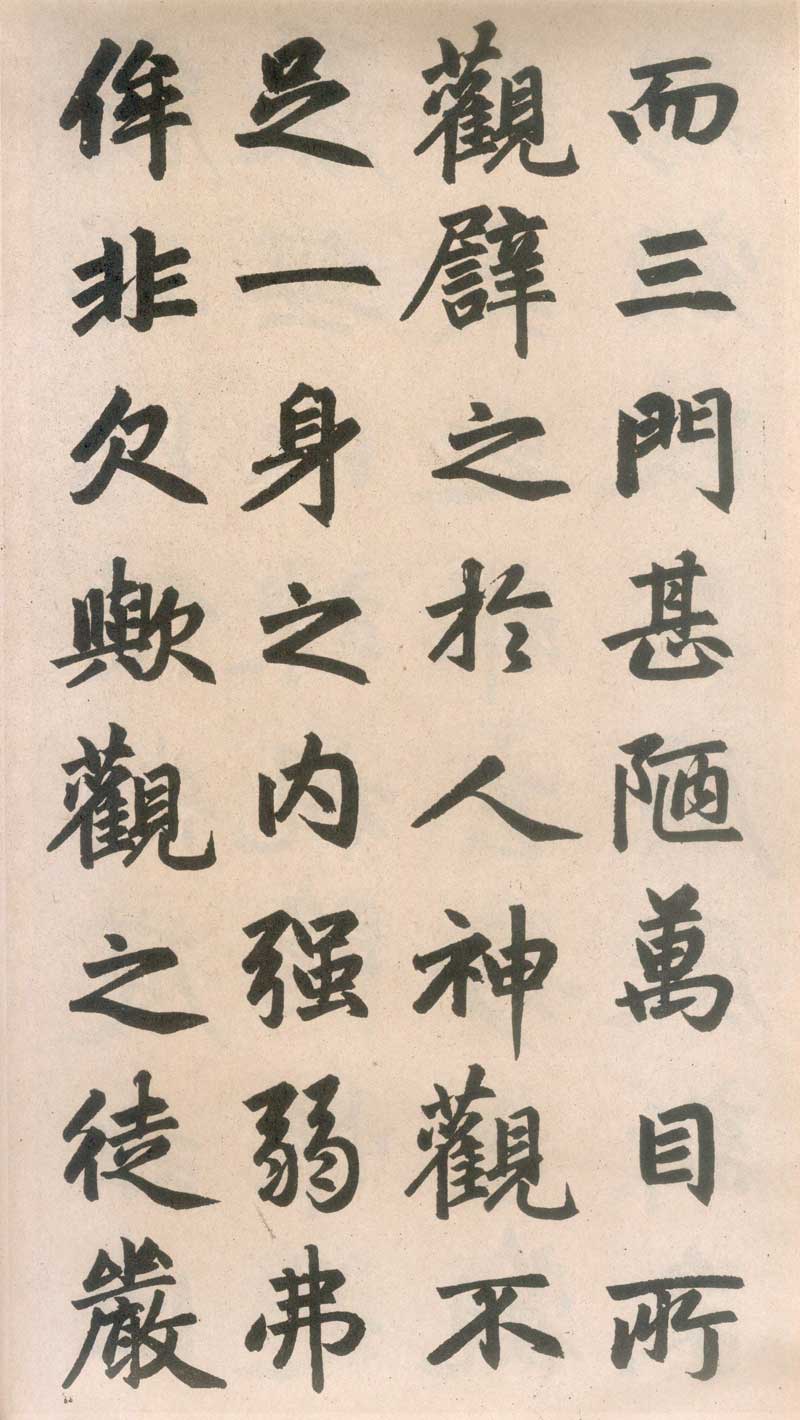 而三門甚陋萬目所
觀譬之於人神觀不
足一身之内强弱弗
侔非欠歟觀之徒嚴